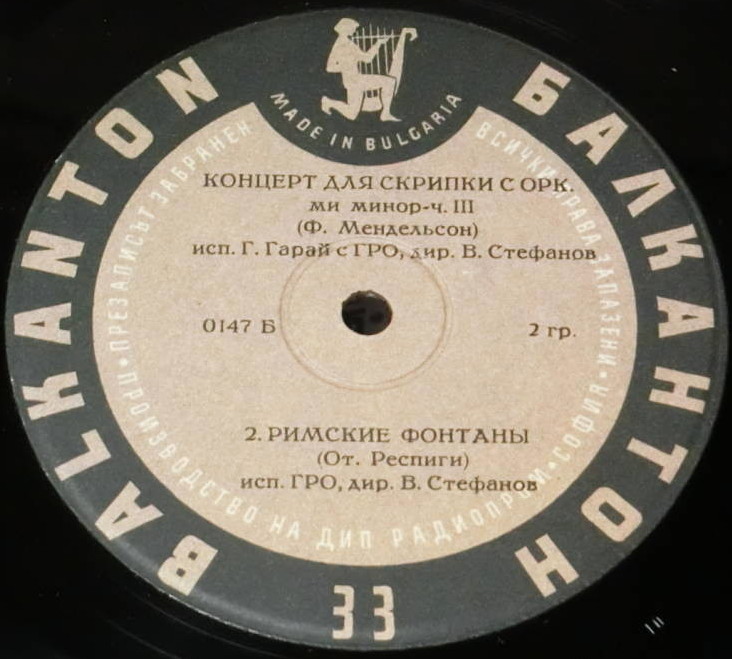 BALKANTON
БАЛКАНТОН
MADE IN BULGARIA
ПРЕЗАПИСЪТ ЗАБРАНЕН
ВСИЧКИ ПРАВА ЗАПАЗЕНИ
КОНЦЕРТ ДЛЯ СКРИПКИ С ОРК.
МИ МИНОР-Ч. III
(Ф. Мендельсон)
исп. Г. Гарай с ГРО, дир. В. Стефанов
0147 Б
2 гр.
2. РИМСКИЕ ФОНТАНЫ
(От. Респиги)
исп. ГРО, дир. В. Стефанов
• ПРОИЗВОДСТВО НА ДИП РАДИОПРОМ • СОФИЯ •
33